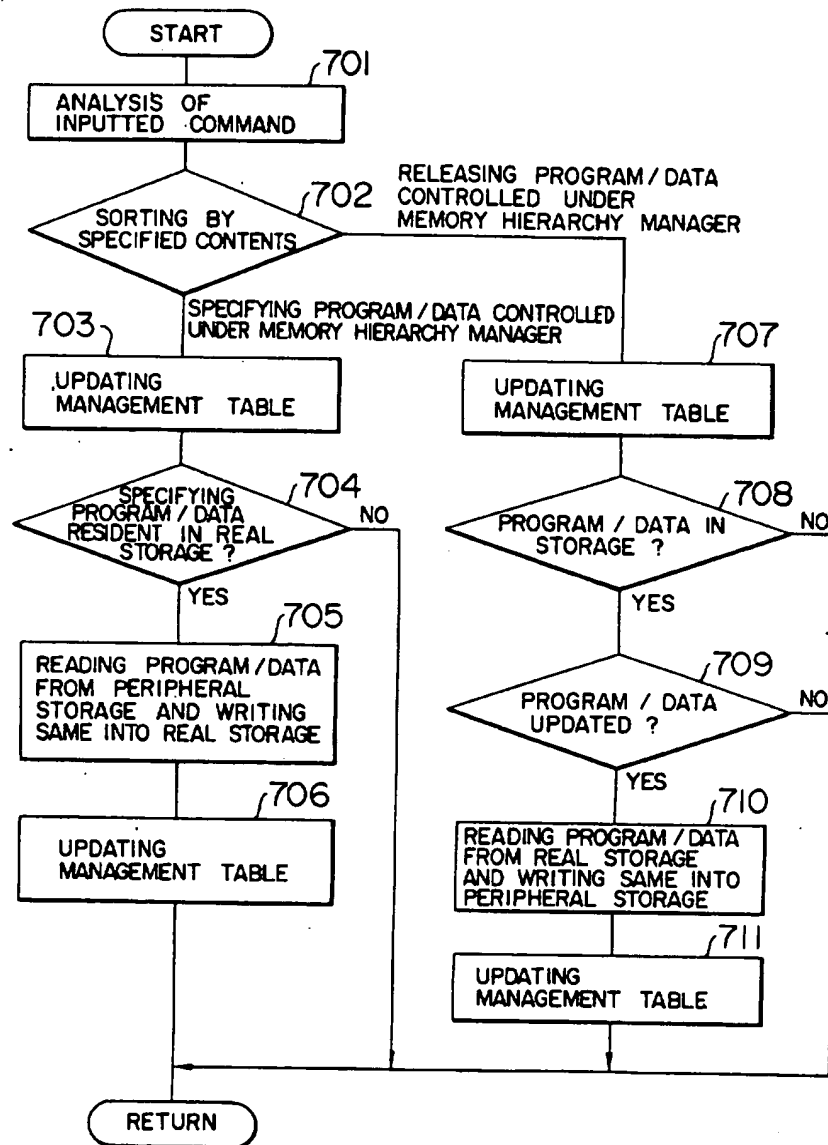 START
701
ANALYSIS OF
INPUTTED COMMAND
702
SORTING BY
SPECIFIED CONTENTS
RELEASING PROGRAM / DATA
CONTROLLED UNDER
MEMORY HIERARCHY MANAGER
SPECIFYING PROGRAM / DATA CONTROLLED
UNDER MEMORY HIERARCHY MANAGER
703
UPDATING
MANAGEMENT TABLE
704
SPECIFYING
PROGRAM / DATA
RESIDENT IN REAL
STORAGE ?
NO
YES
705
READING PROGRAM / DATA
FROM PERIPHERAL
STORAGE AND WRITING
SAME INTO REAL STORAGE
706
UPDATING
MANAGEMENT TABLE
707
UPDATING
MANAGEMENT TABLE
708
PROGRAM / DATA IN
STORAGE ?
NO
YES
709
PROGRAM / DATA
UPDATED ?
NO
YES
710
READING PROGRAM / DATA
FROM REAL STORAGE
AND WRITING SAME INTO
PERIPHERAL STORAGE
711
UPDATING
MANAGEMENT TABLE
RETURN